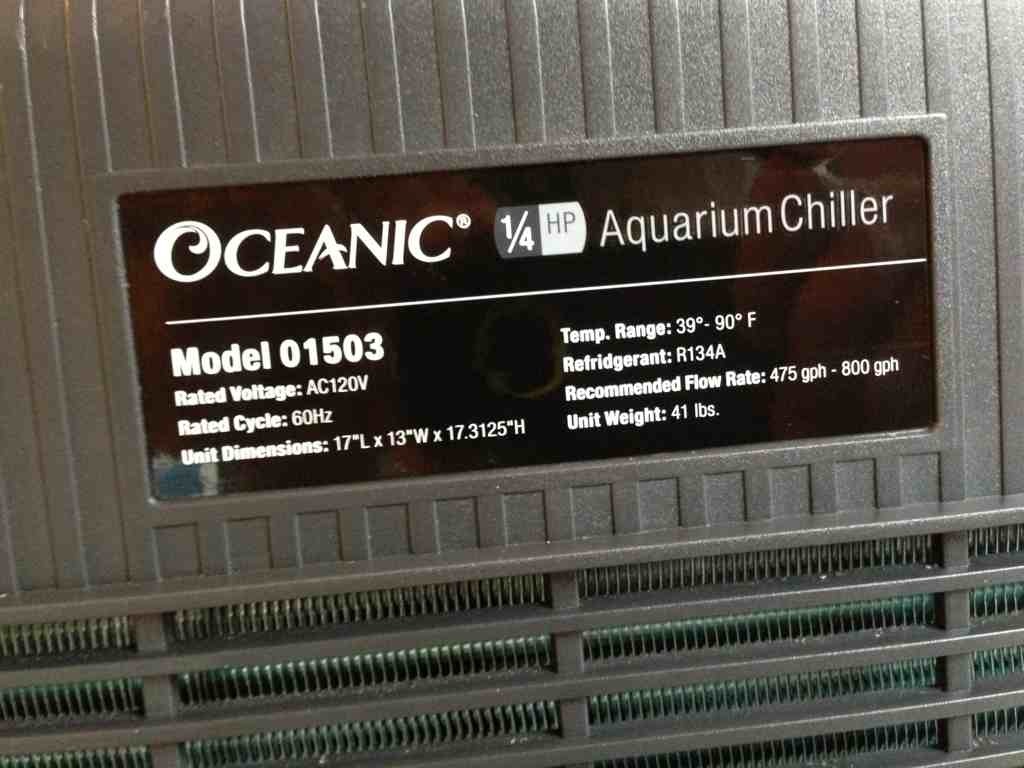 OCEANIC® 1/4 HP Aquarium Chiller
Model 01503
Rated Voltage: AC120V
Rated Cycle: 60Hz
Unit Dimensions: 17"L x 13"W x 17.3125"H
Temp. Range: 39°- 90° F
Refridgerant: R134A
Recommended Flow Rate: 475 gph - 800 gph
Unit Weight: 41 lbs.